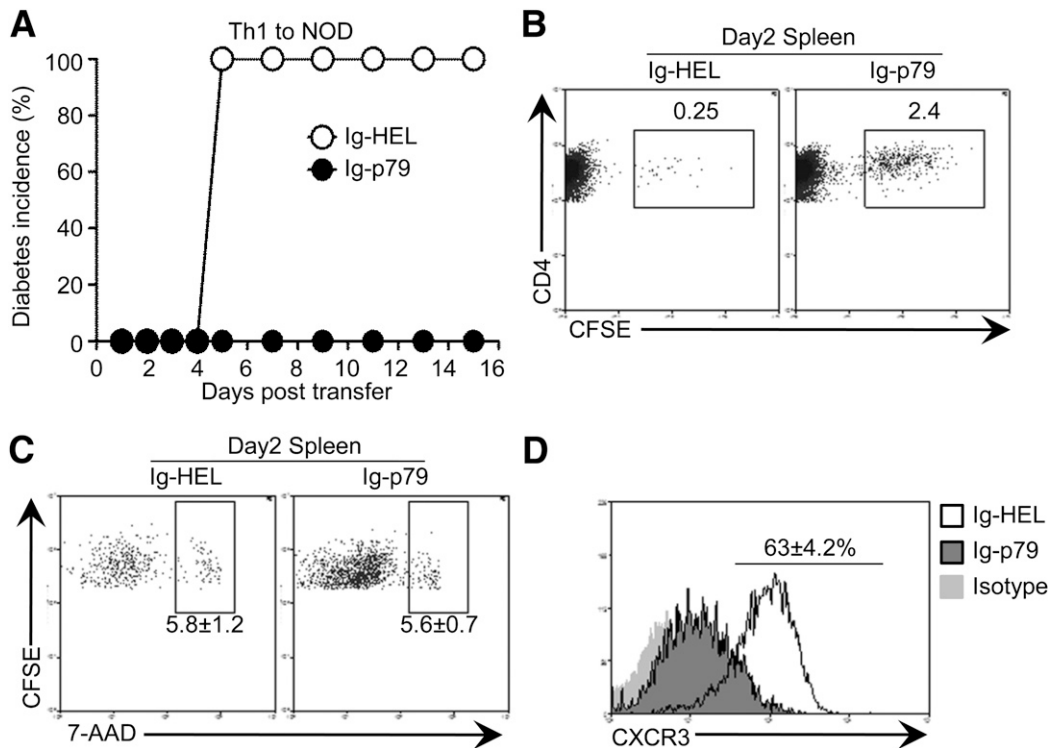 A
Th1 to NOD
100
80
60
40
20
0
Diabetes incidence (%)
Ig-HEL
Ig-p79
0 2 4 6 8 10 12 14 16
Days post transfer
B
Day2 Spleen
Ig-HEL Ig-p79
0.25 2.4
CD4
CFSE
C
Day2 Spleen
Ig-HEL Ig-p79
5.8±1.2 5.6±0.7
CFSE
7-AAD
D
63±4.2%
Ig-HEL
Ig-p79
Isotype
CXCR3